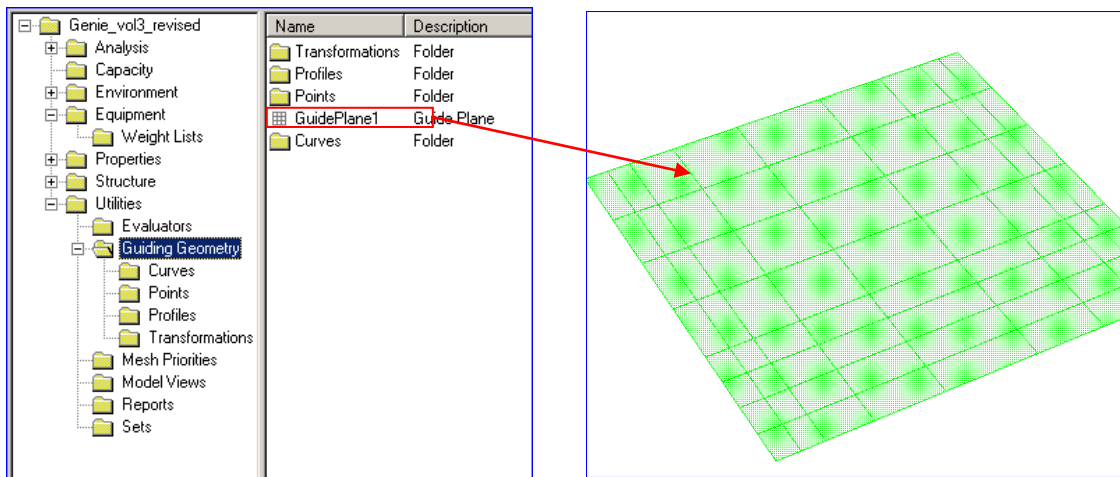 Genie_vol3_revised
Analysis
Capacity
Environment
Equipment
Weight Lists
Properties
Structure
Utilities
Evaluators
Guiding Geometry
Curves
Points
Profiles
Transformations
Mesh Priorities
Model Views
Reports
Sets
Name Description
Transformations Folder
Profiles Folder
Points Folder
GuidePlane1 Guide Plane
Curves Folder